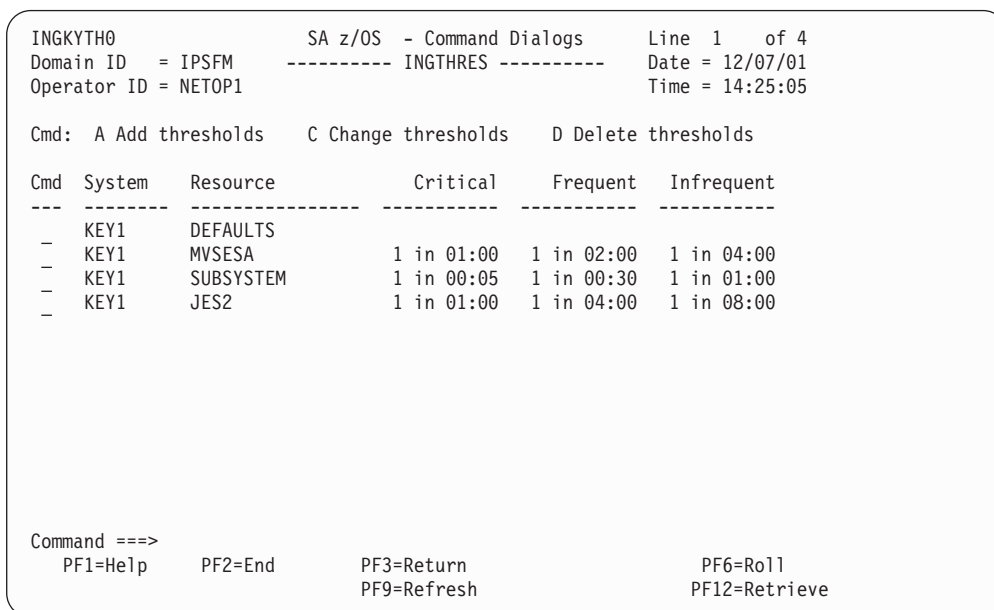 INGKYTH0                  SA z/OS  - Command Dialogs      Line  1    of 4
Domain ID   = IPSFM     ---------- INGTHRES ----------    Date = 12/07/01
Operator ID = NETOP1                                      Time = 14:25:05
Cmd:  A Add thresholds    C Change thresholds    D Delete thresholds
Cmd  System    Resource             Critical     Frequent   Infrequent
---  --------  ----------------  -----------  -----------  -----------
 _   KEY1      DEFAULTS
 _   KEY1      MVSESA             1 in 01:00   1 in 02:00   1 in 04:00
 _   KEY1      SUBSYSTEM          1 in 00:05   1 in 00:30   1 in 01:00
 _   KEY1      JES2               1 in 01:00   1 in 04:00   1 in 08:00
Command ===>
   PF1=Help     PF2=End        PF3=Return                      PF6=Roll
                               PF9=Refresh                    PF12=Retrieve